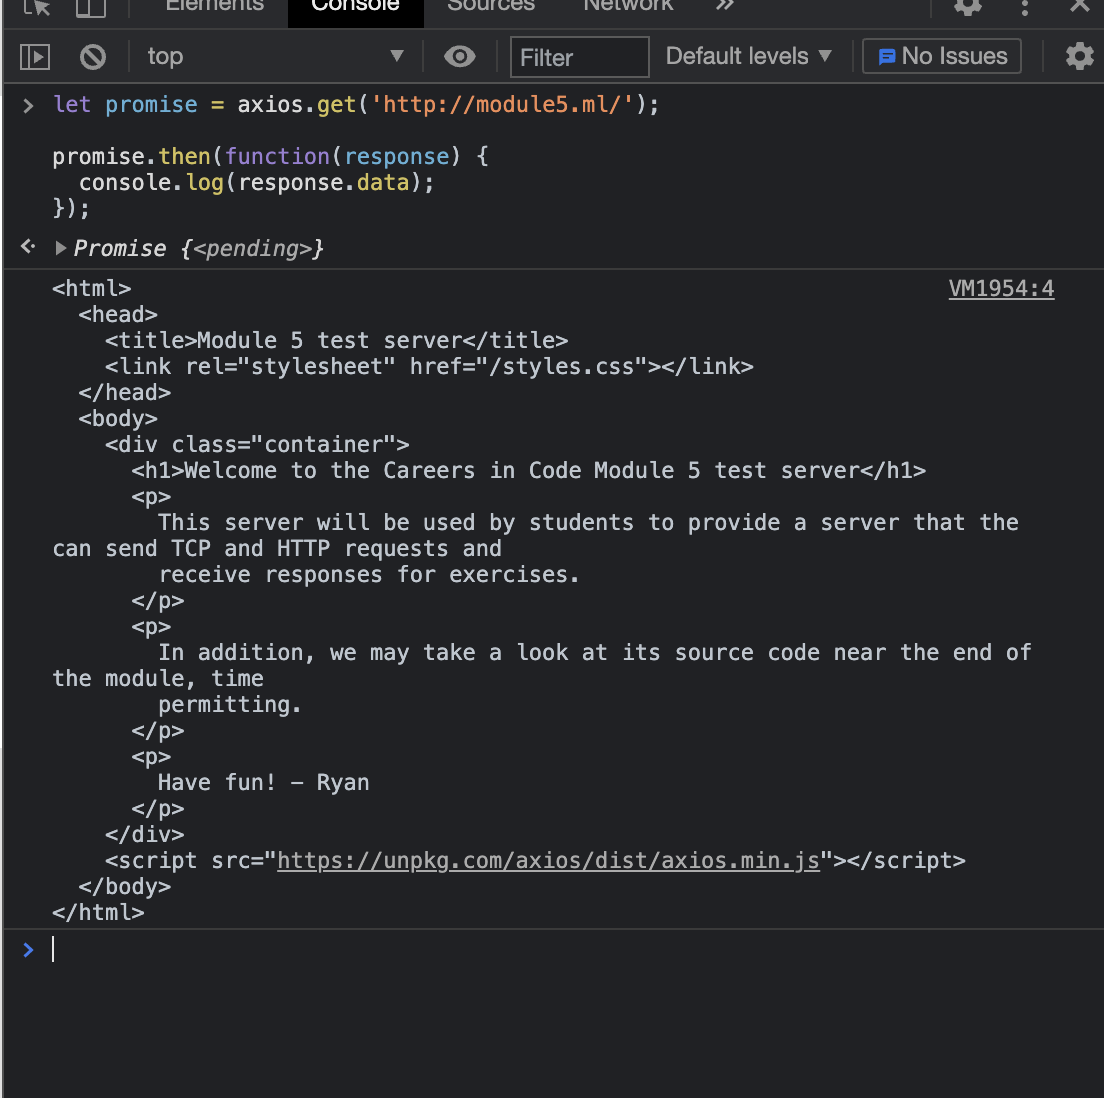 Elements Console Sources Network »
top ▼ Filter Default levels ▼ No Issues
> let promise = axios.get('http://module5.ml/');
promise.then(function(response) {
console.log(response.data);
});
Promise {<pending>}
<html> VM1954:4
<head>
<title>Module 5 test server</title>
<link rel="stylesheet" href="/styles.css"></link>
</head>
<body>
<div class="container">
<h1>Welcome to the Careers in Code Module 5 test server</h1>
<p>
This server will be used by students to provide a server that the
can send TCP and HTTP requests and
receive responses for exercises.
</p>
<p>
In addition, we may take a look at its source code near the end of
the module, time
permitting.
</p>
<p>
Have fun! – Ryan
</p>
</div>
<script src="https://unpkg.com/axios/dist/axios.min.js"></script>
</body>
</html>
>